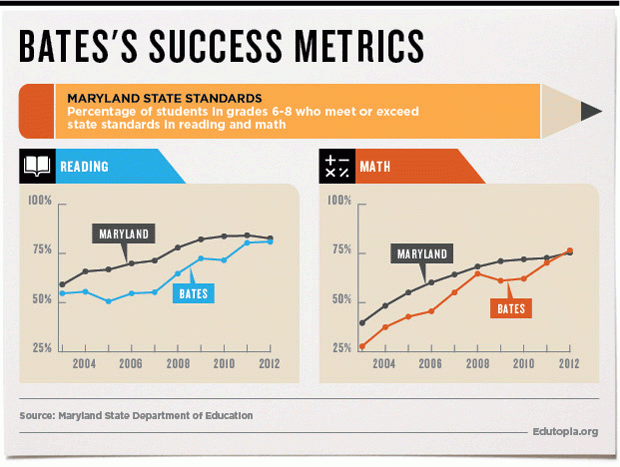 BATES'S SUCCESS METRICS
MARYLAND STATE STANDARDS
Percentage of students in grades 6-8 who meet or exceed
state standards in reading and math
READING
100%
75%
50%
25%
MARYLAND
BATES
2004 2006 2008 2010 2012
MATH
100%
75%
50%
25%
MARYLAND
BATES
2004 2006 2008 2010 2012
Source: Maryland State Department of Education
Edutopia.org